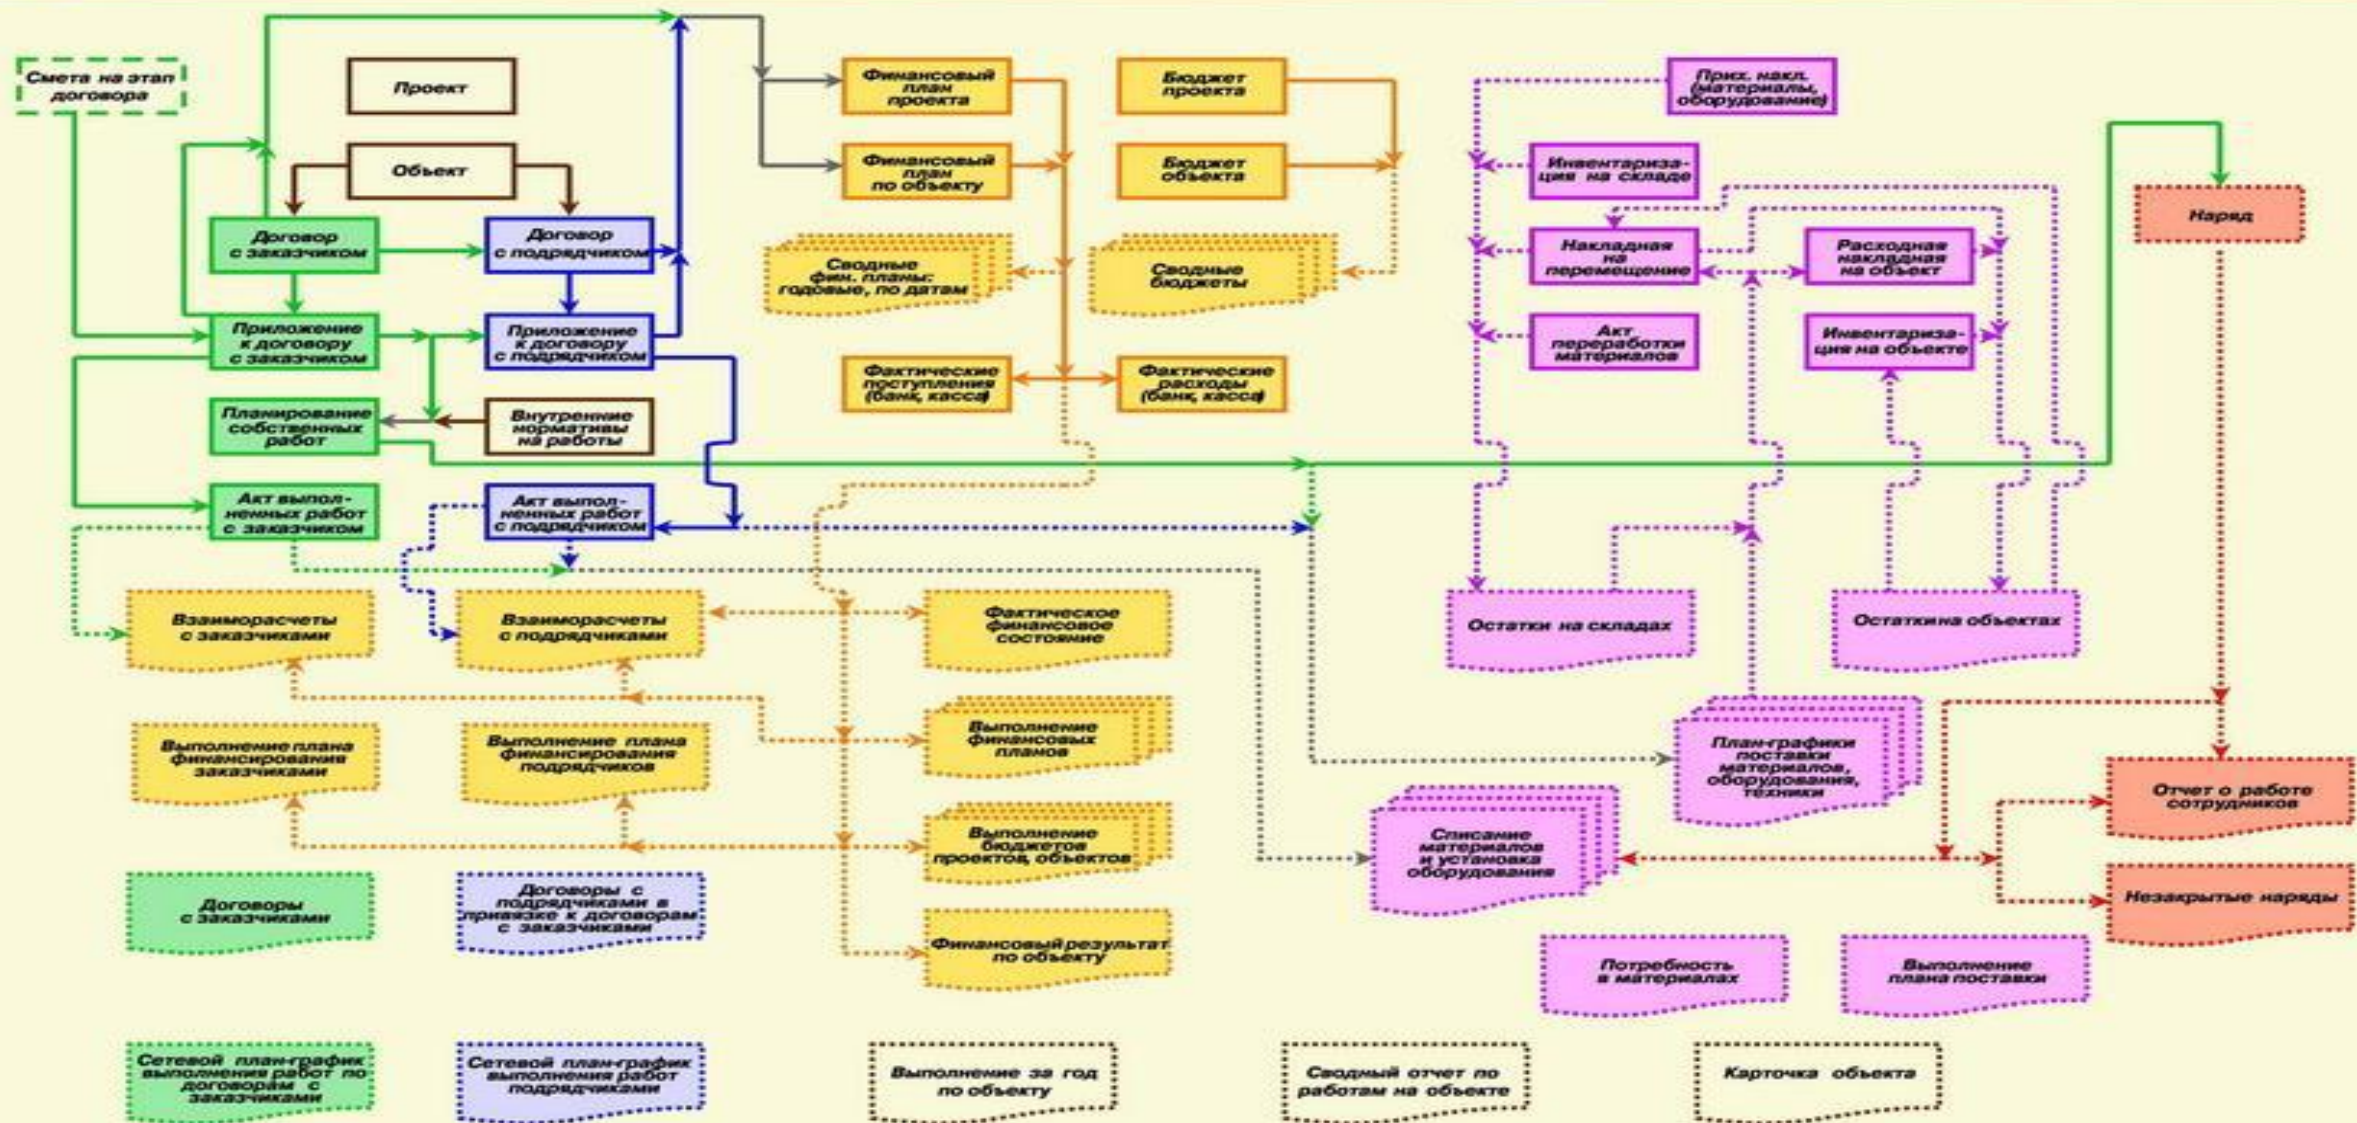 Смета на этап
договора
Проект
Объект
Договор
с заказчиком
Договор
с подрядчиком
Приложение
к договору
с заказчиком
Приложение
к договору
с подрядчиком
Планирование
собственных
работ
Внутренние
нормативы
на работы
Акт выпол-
ненных работ
с заказчиком
Акт выпол-
ненных работ
с подрядчиком
Финансовый
план
проекта
Бюджет
проекта
Финансовый
план
по объекту
Бюджет
объекта
Сводные
фин. планы:
годовые, по датам
Сводные
бюджеты
Фактические
поступления
(банк, касса)
Фактические
расходы
(банк, касса)
Прих. накл.
(материалы,
оборудование)
Инвентариза-
ция на складе
Накладная
на
перемещение
Расходная
накладная
на объект
Акт
переработки
материалов
Инвентариза-
ция на объекте
Наряд
Взаиморасчеты
с заказчиками
Взаиморасчеты
с подрядчиками
Фактическое
финансовое
состояние
Остатки на складах
Остатки на объектах
Выполнение плана
финансирования
заказчиками
Выполнение плана
финансирования
подрядчиков
Выполнение
финансовых
планов
План-графики
поставки
материалов,
оборудования,
техники
Отчет о работе
сотрудников
Выполнение
бюджетов
проектов, объектов
Списание
материалов
и установка
оборудования
Незакрытые наряды
Договоры
с заказчиками
Договоры с
подрядчиками в
привязке к договорам
с заказчиками
Финансовый результат
по объекту
Потребность
в материалах
Выполнение
плана поставки
Сетевой план-график
выполнения работ по
договорам с
заказчиками
Сетевой план-график
выполнения работ
подрядчиками
Выполнение за год
по объекту
Сводный отчет по
работам на объекте
Карточка объекта